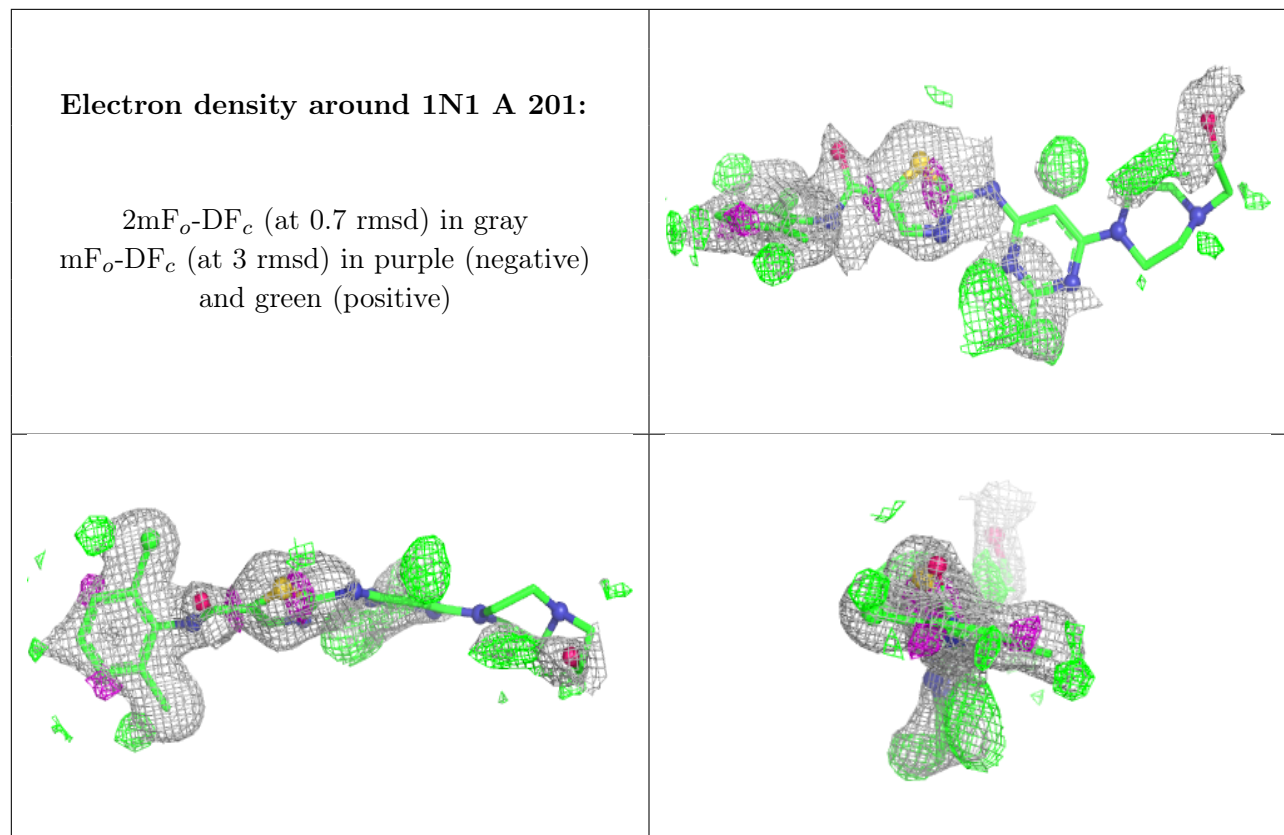 Electron density around 1N1 A 201:
2mFo-DFc (at 0.7 rmsd) in gray
mFo-DFc (at 3 rmsd) in purple (negative)
and green (positive)